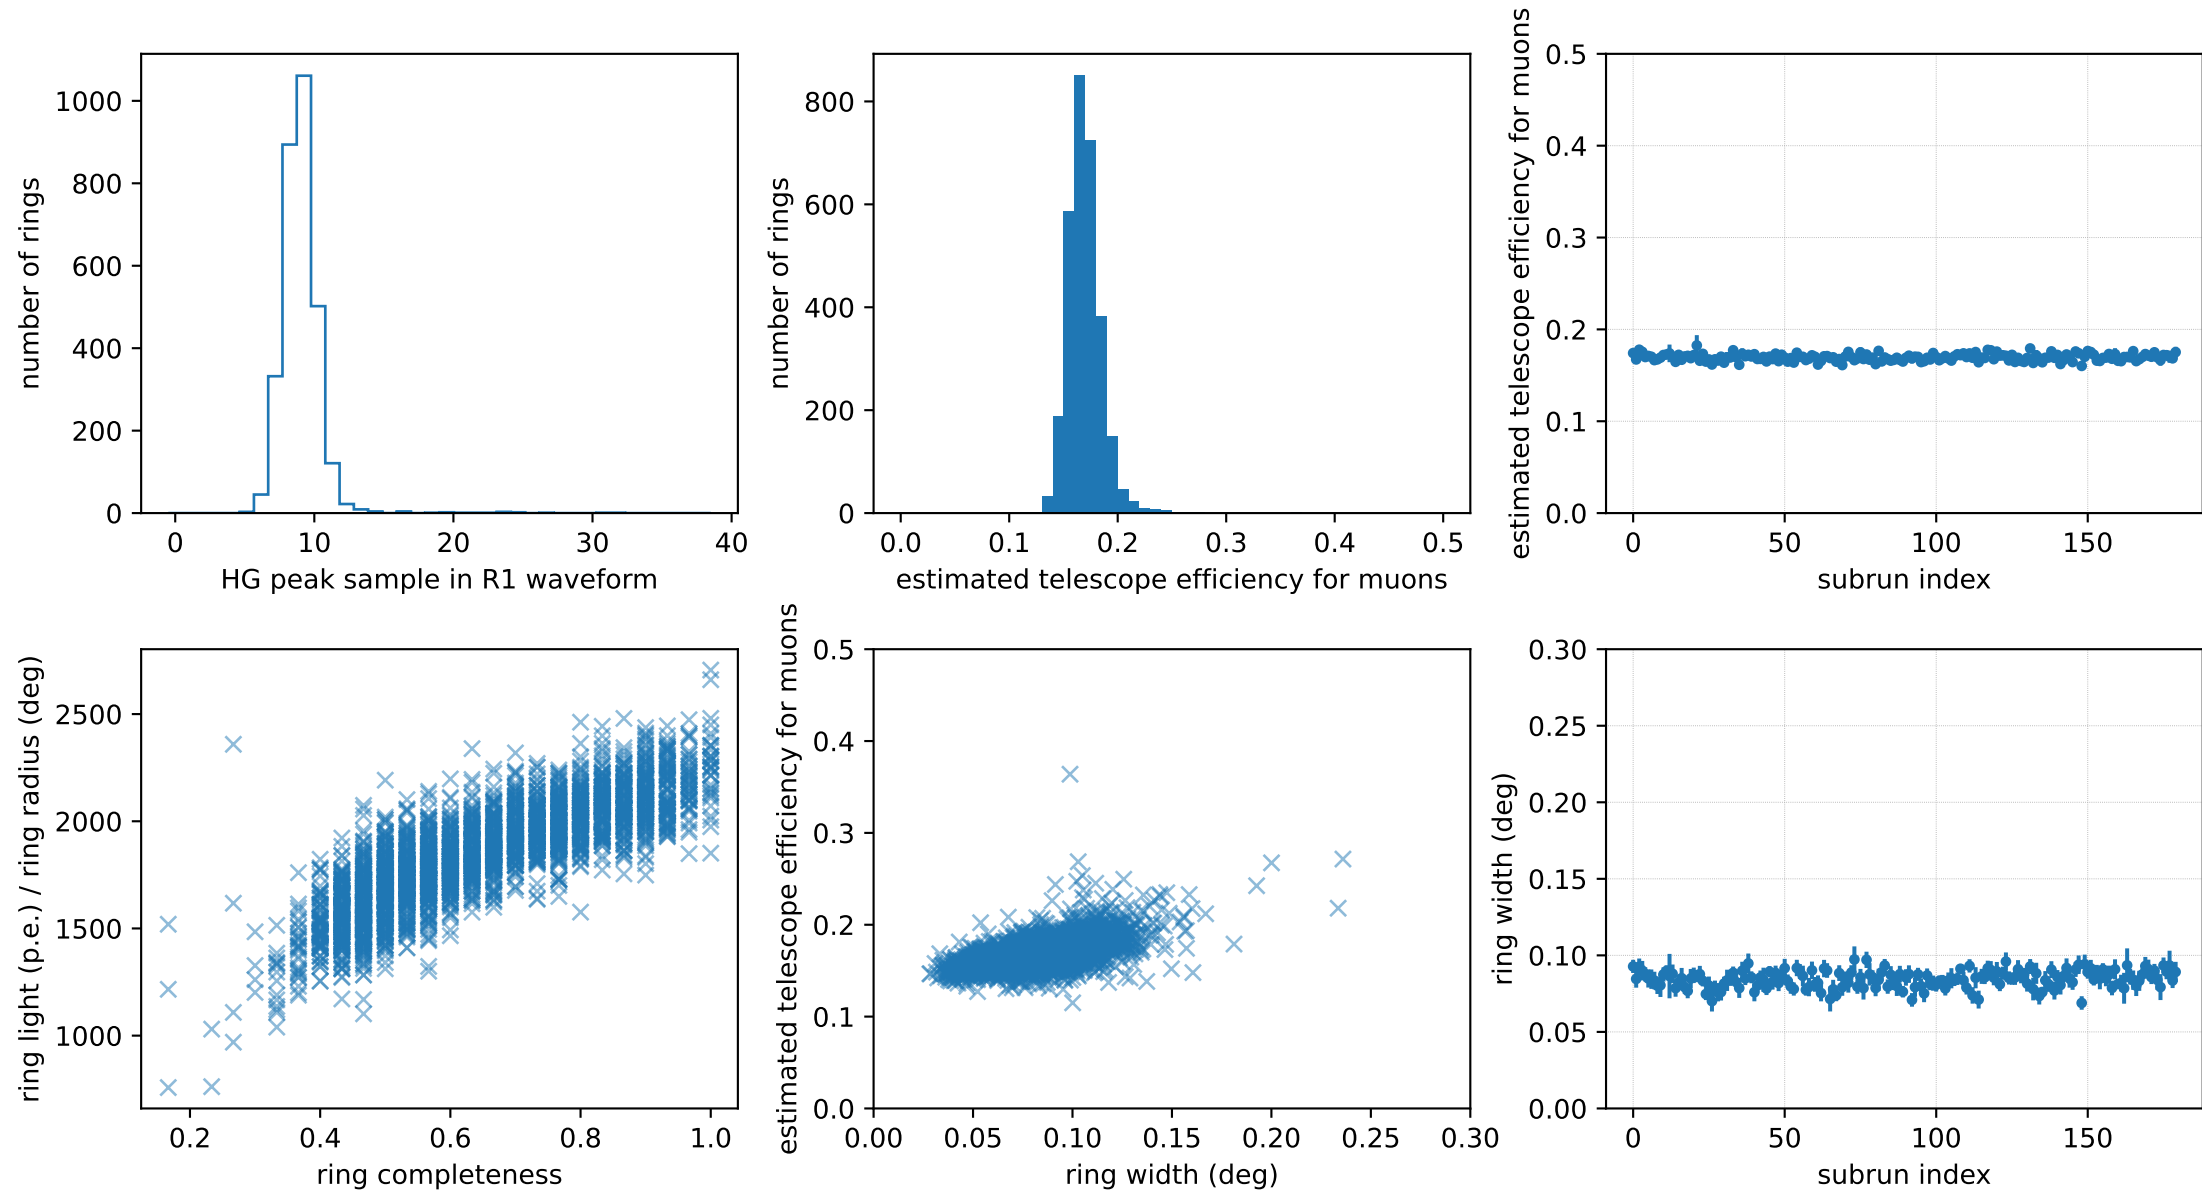 number of rings
1000
800
600
400
200
0
0 10 20 30 40
HG peak sample in R1 waveform
number of rings
800
600
400
200
0
0.0 0.1 0.2 0.3 0.4 0.5
estimated telescope efficiency for muons
estimated telescope efficiency for muons
0.5
0.4
0.3
0.2
0.1
0.0
0 50 100 150
subrun index
ring light (p.e.) / ring radius (deg)
2500
2000
1500
1000
0.2 0.4 0.6 0.8 1.0
ring completeness
estimated telescope efficiency for muons
0.5
0.4
0.3
0.2
0.1
0.0
0.00 0.05 0.10 0.15 0.20 0.25 0.30
ring width (deg)
ring width (deg)
0.30
0.25
0.20
0.15
0.10
0.05
0.00
0 50 100 150
subrun index